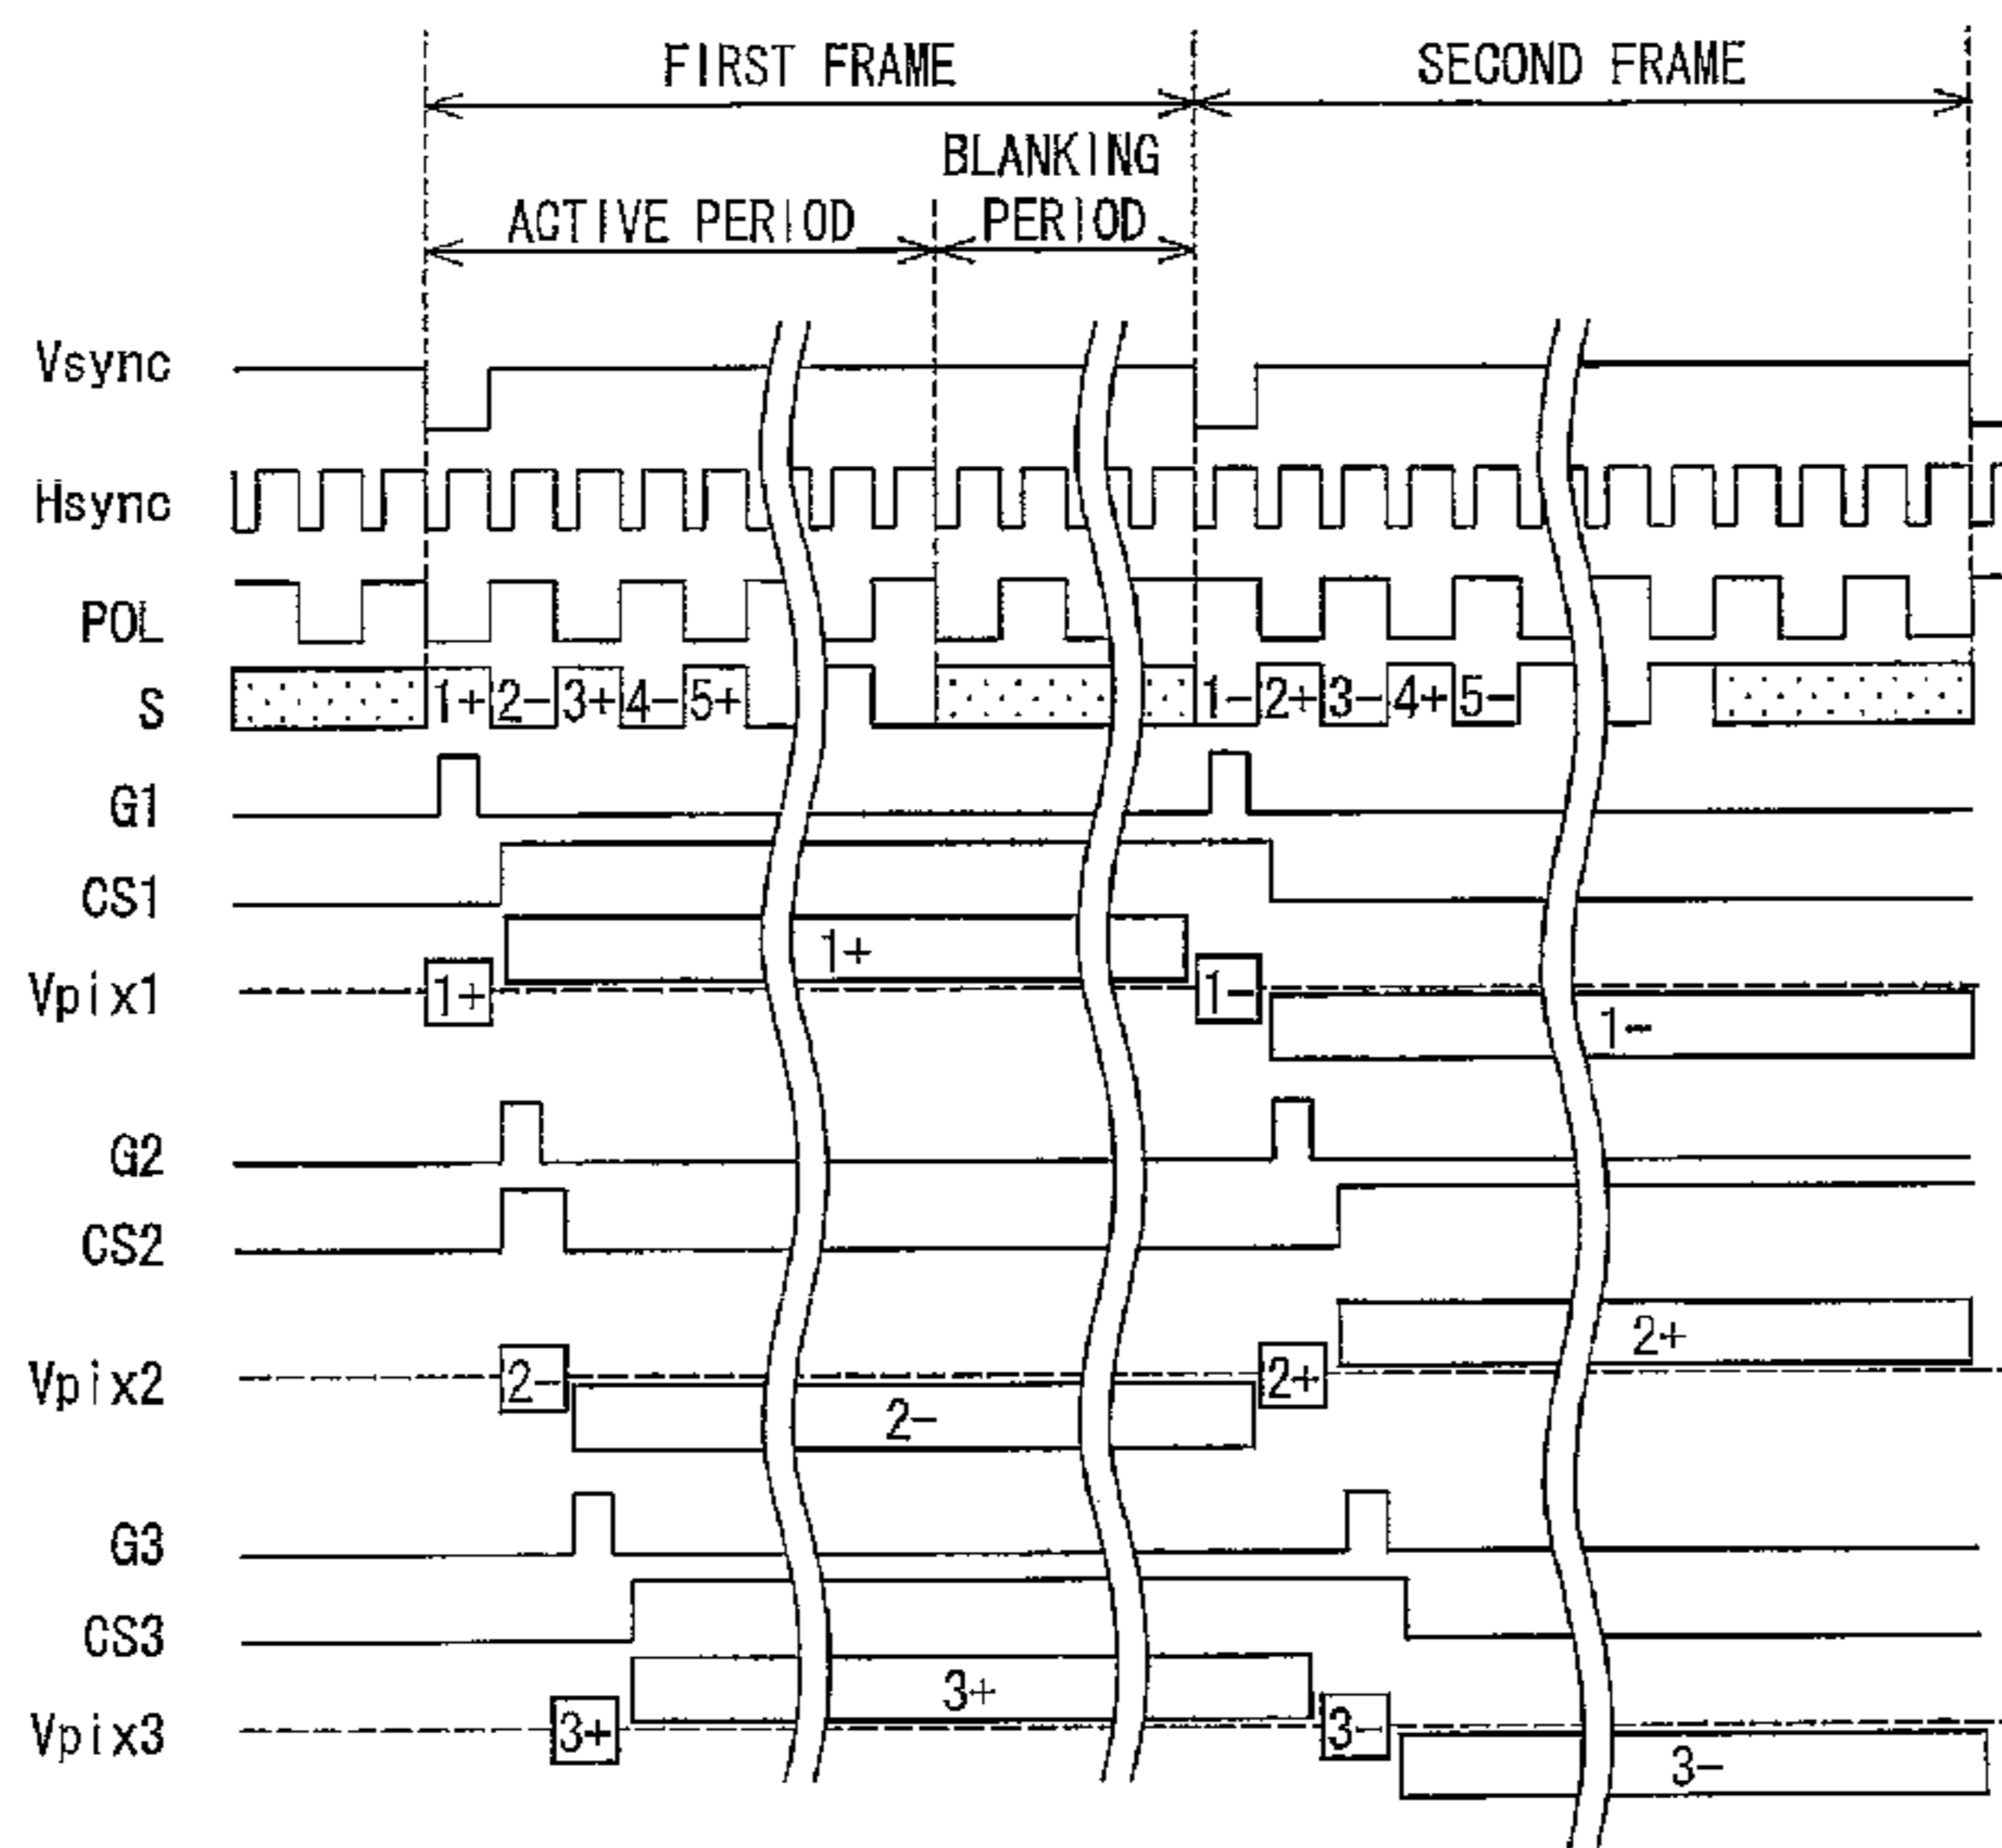 FIRST FRAME SECOND FRAME
BLANKING
ACTIVE PERIOD PERIOD
Vsync
Hsync
POL
S 1+ 2- 3+ 4- 5+ 1- 2+ 3- 4+ 5-
G1
CS1
1+
Vpix1 1+ 1-
1-
G2
CS2
2+
Vpix2 2- 2+
2-
G3
CS3
3+
Vpix3 3+ 3-
3-